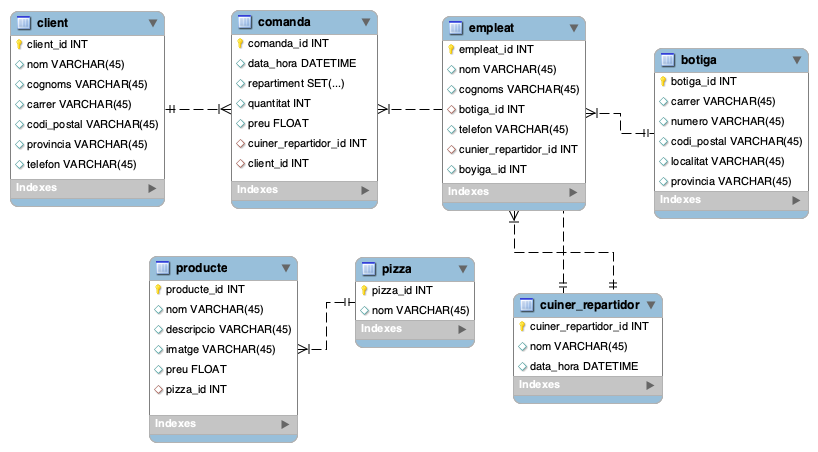 client
client_id INT
nom VARCHAR(45)
cognoms VARCHAR(45)
carrer VARCHAR(45)
codi_postal VARCHAR(45)
provincia VARCHAR(45)
telefon VARCHAR(45)
Indexes
comanda
comanda_id INT
data_hora DATETIME
repartiment SET(...)
quantitat INT
preu FLOAT
cuiner_repartidor_id INT
client_id INT
Indexes
empleat
empleat_id INT
nom VARCHAR(45)
cognoms VARCHAR(45)
botiga_id INT
telefon VARCHAR(45)
cunier_repartidor_id INT
boyiga_id INT
Indexes
botiga
botiga_id INT
carrer VARCHAR(45)
numero VARCHAR(45)
codi_postal VARCHAR(45)
localitat VARCHAR(45)
provincia VARCHAR(45)
Indexes
producte
producte_id INT
nom VARCHAR(45)
descripcio VARCHAR(45)
imatge VARCHAR(45)
preu FLOAT
pizza_id INT
Indexes
pizza
pizza_id INT
nom VARCHAR(45)
Indexes
cuiner_repartidor
cuiner_repartidor_id INT
nom VARCHAR(45)
data_hora DATETIME
Indexes